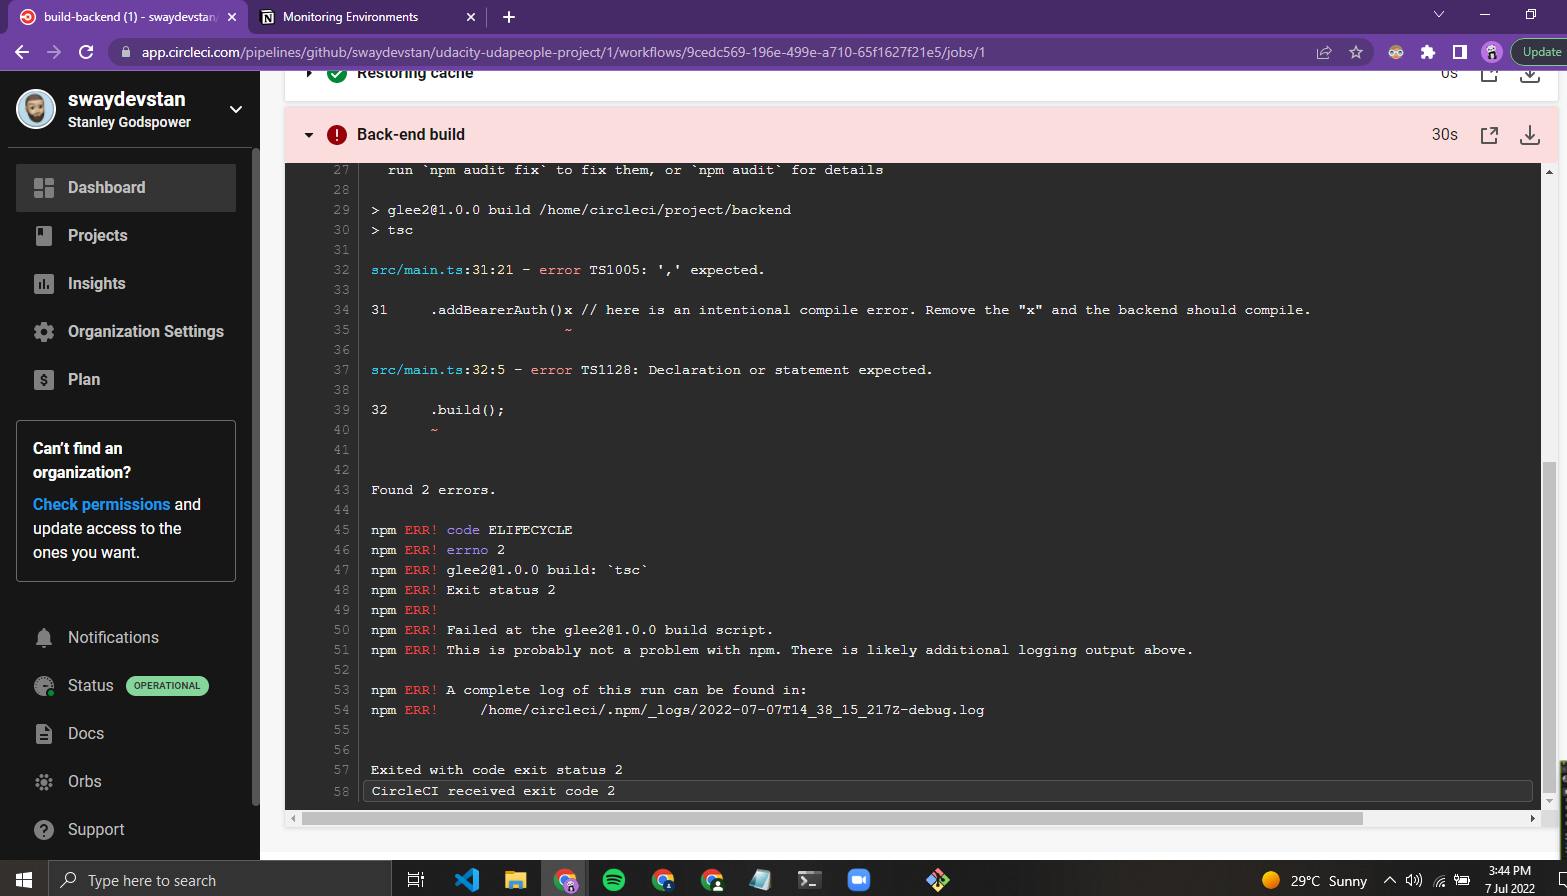 build-backend (1) - swaydevstan/
Monitoring Environments
app.circleci.com/pipelines/github/swaydevstan/udacity-udapeople-project/1/workflows/9cedc569-196e-499e-a710-65f1627f21e5/jobs/1
Update
swaydevstan
Stanley Godspower
Dashboard
Projects
Insights
Organization Settings
Plan
Can't find an
organization?
Check permissions and
update access to the
ones you want.
Notifications
Status OPERATIONAL
Docs
Orbs
Support
Restoring cache 0s
Back-end build 30s
27 run `npm audit fix` to fix them, or `npm audit` for details
28
29 > glee2@1.0.0 build /home/circleci/project/backend
30 > tsc
31
32 src/main.ts:31:21 - error TS1005: ',' expected.
33
34 31 .addBearerAuth()x // here is an intentional compile error. Remove the "x" and the backend should compile.
35 ~
36
37 src/main.ts:32:5 - error TS1128: Declaration or statement expected.
38
39 32 .build();
40 ~
41
42
43 Found 2 errors.
44
45 npm ERR! code ELIFECYCLE
46 npm ERR! errno 2
47 npm ERR! glee2@1.0.0 build: `tsc`
48 npm ERR! Exit status 2
49 npm ERR!
50 npm ERR! Failed at the glee2@1.0.0 build script.
51 npm ERR! This is probably not a problem with npm. There is likely additional logging output above.
52
53 npm ERR! A complete log of this run can be found in:
54 npm ERR! /home/circleci/.npm/_logs/2022-07-07T14_38_15_217Z-debug.log
55
56
57 Exited with code exit status 2
58 CircleCI received exit code 2
Type here to search
29°C Sunny
3:44 PM
7 Jul 2022